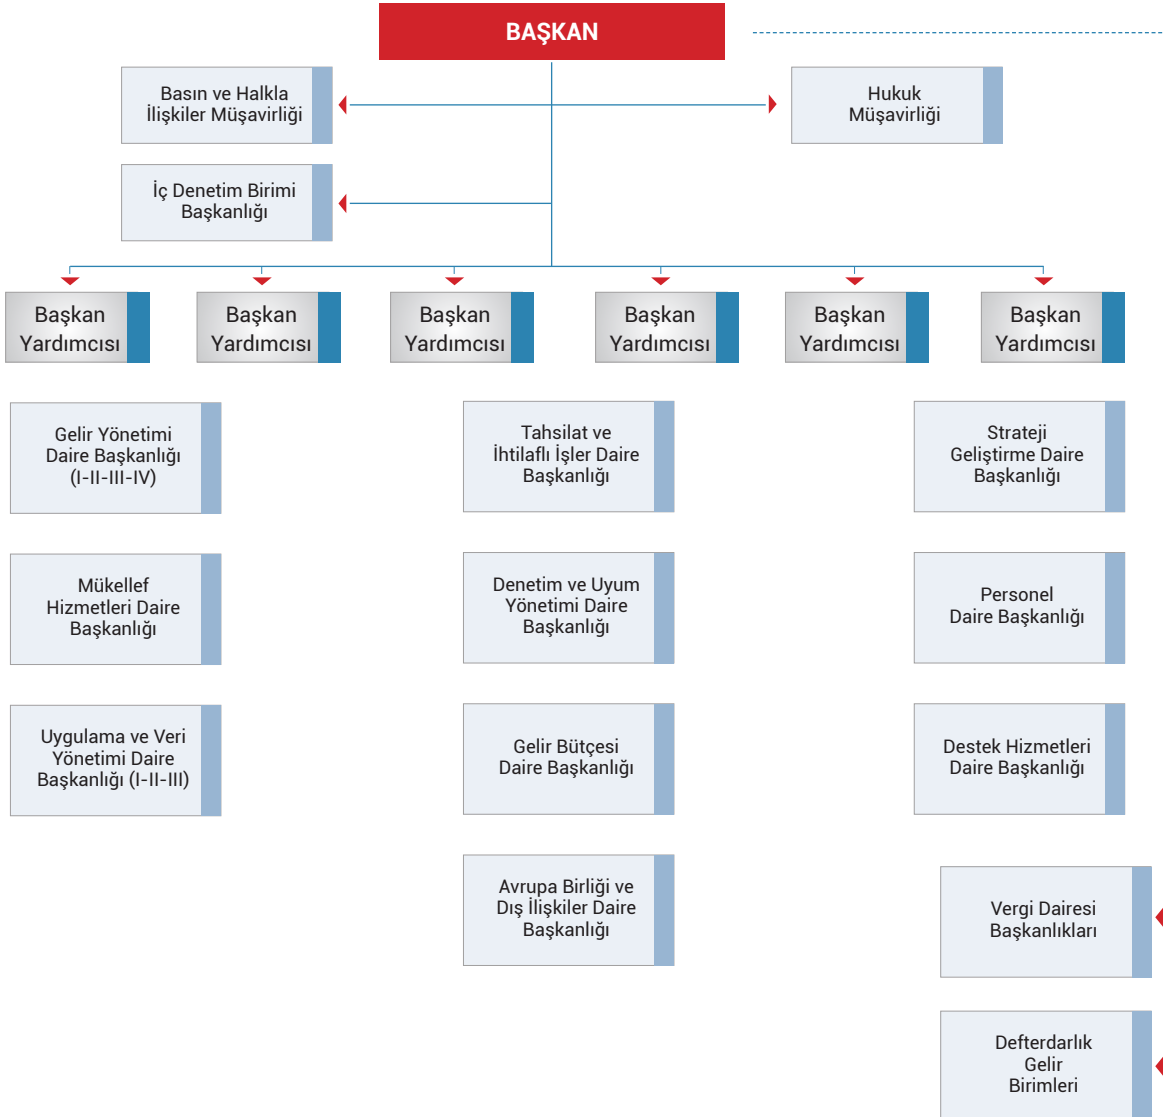 BAŞKAN
Basın ve Halkla
İlişkiler Müşavirliği
Hukuk
Müşavirliği
İç Denetim Birimi
Başkanlığı
Başkan
Yardımcısı
Başkan
Yardımcısı
Başkan
Yardımcısı
Başkan
Yardımcısı
Başkan
Yardımcısı
Başkan
Yardımcısı
Gelir Yönetimi
Daire Başkanlığı
(I-II-III-IV)
Tahsilat ve
İhtilaflı İşler Daire
Başkanlığı
Strateji
Geliştirme Daire
Başkanlığı
Mükellef
Hizmetleri Daire
Başkanlığı
Denetim ve Uyum
Yönetimi Daire
Başkanlığı
Personel
Daire Başkanlığı
Uygulama ve Veri
Yönetimi Daire
Başkanlığı (I-II-III)
Gelir Bütçesi
Daire Başkanlığı
Destek Hizmetleri
Daire Başkanlığı
Avrupa Birliği ve
Dış İlişkiler Daire
Başkanlığı
Vergi Dairesi
Başkanlıkları
Defterdarlık
Gelir
Birimleri